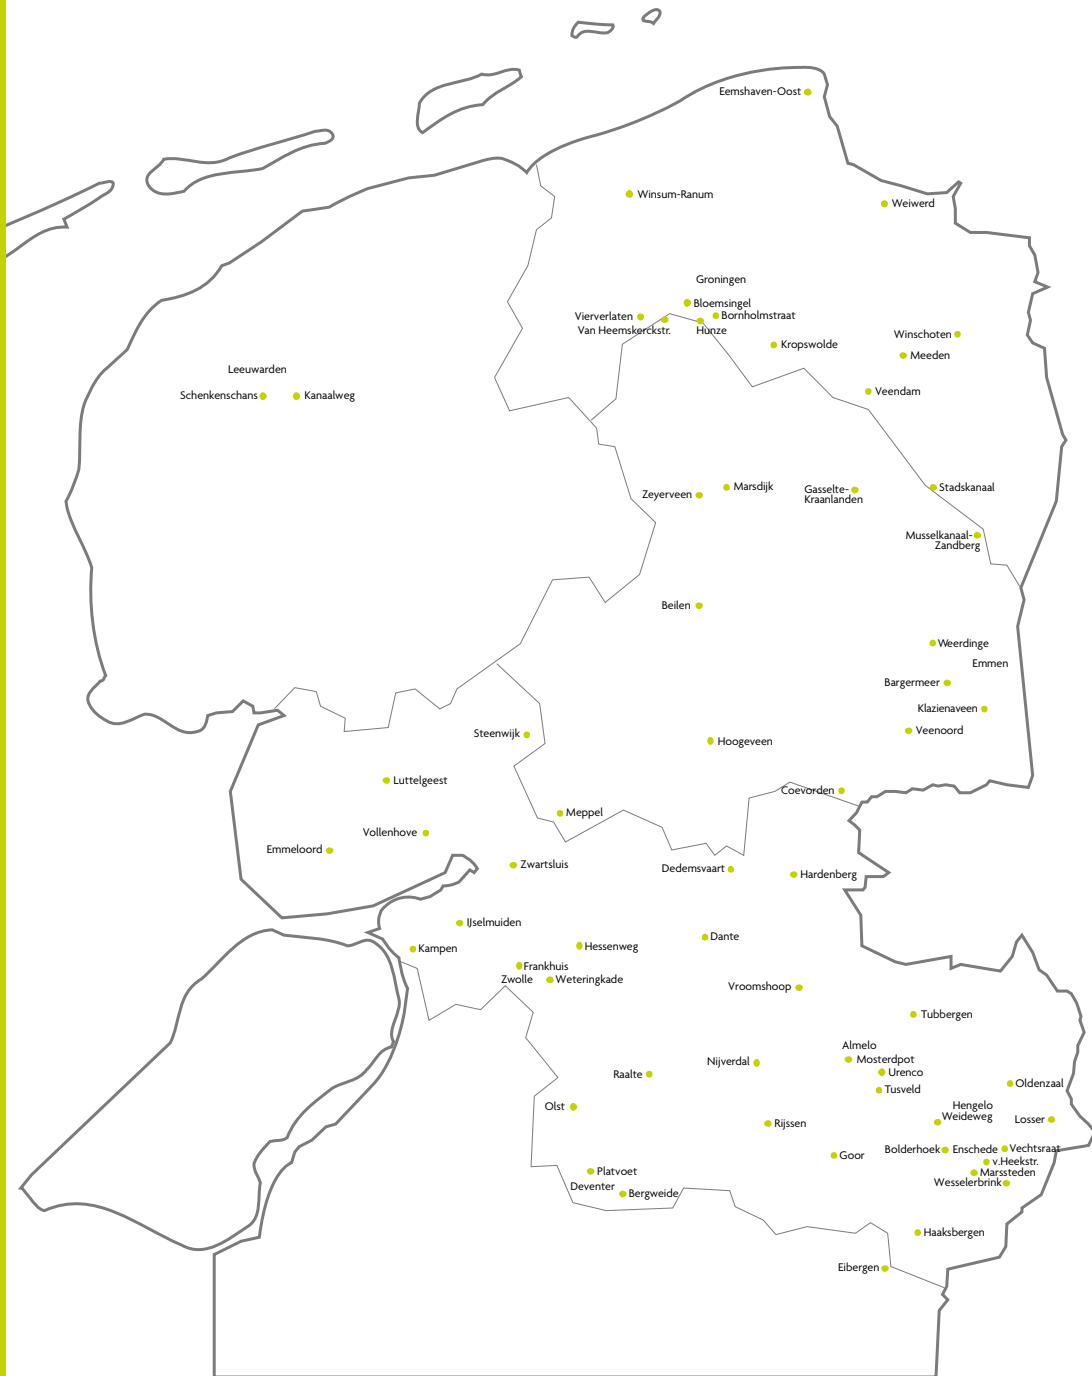 Eemshaven-Oost
Winsum-Ranum
Weiwerd
Groningen
Bloemsingel
Vierverlaten
Bornholmstraat
Van Heemskerckstr.
Hunze
Winschoten
Kropswolde
Meeden
Leeuwarden
Veendam
Schenkenschans
Kanaalweg
Marsdijk
Zeyerveen
Gasselte-
Kraanlanden
Stadskanaal
Musselkanaal-
Zandberg
Beilen
Weerdinge
Emmen
Bargermeer
Klazienaveen
Veenoord
Steenwijk
Hoogeveen
Luttelgeest
Coevorden
Meppel
Vollenhove
Emmeloord
Zwartsluis
Dedemsvaart
Hardenberg
IJselmuiden
Dante
Kampen
Hessenweg
Frankhuis
Zwolle
Weteringkade
Vroomshoop
Tubbergen
Almelo
Mosterdpot
Nijverdal
Urenco
Raalte
Oldenzaal
Tusveld
Olst
Hengelo
Weideweg
Losser
Rijssen
Goor
Bolderhoek
Enschede
Vechtsraat
v.Heekstr.
Platvoet
Marssteden
Wesselerbrink
Deventer
Bergweide
Haaksbergen
Eibergen